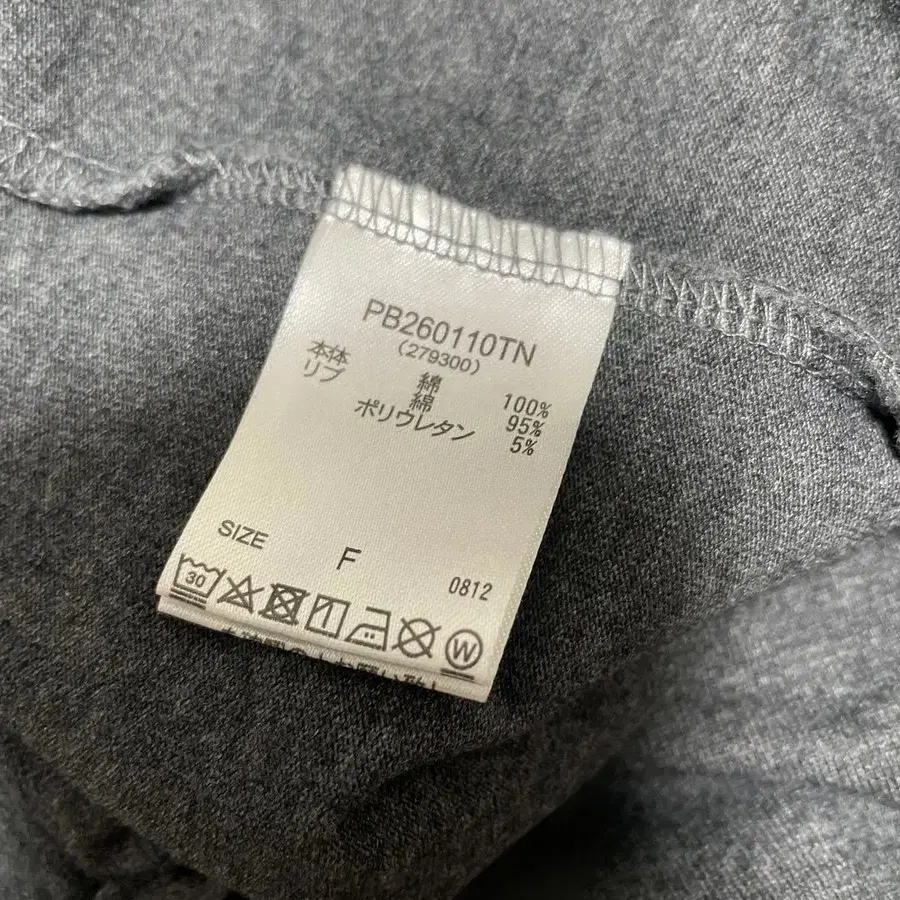 PB260110TN
(279300)
本体 綿 100%
リブ 綿 95%
ポリウレタン 5%
SIZE F 0812
30 W